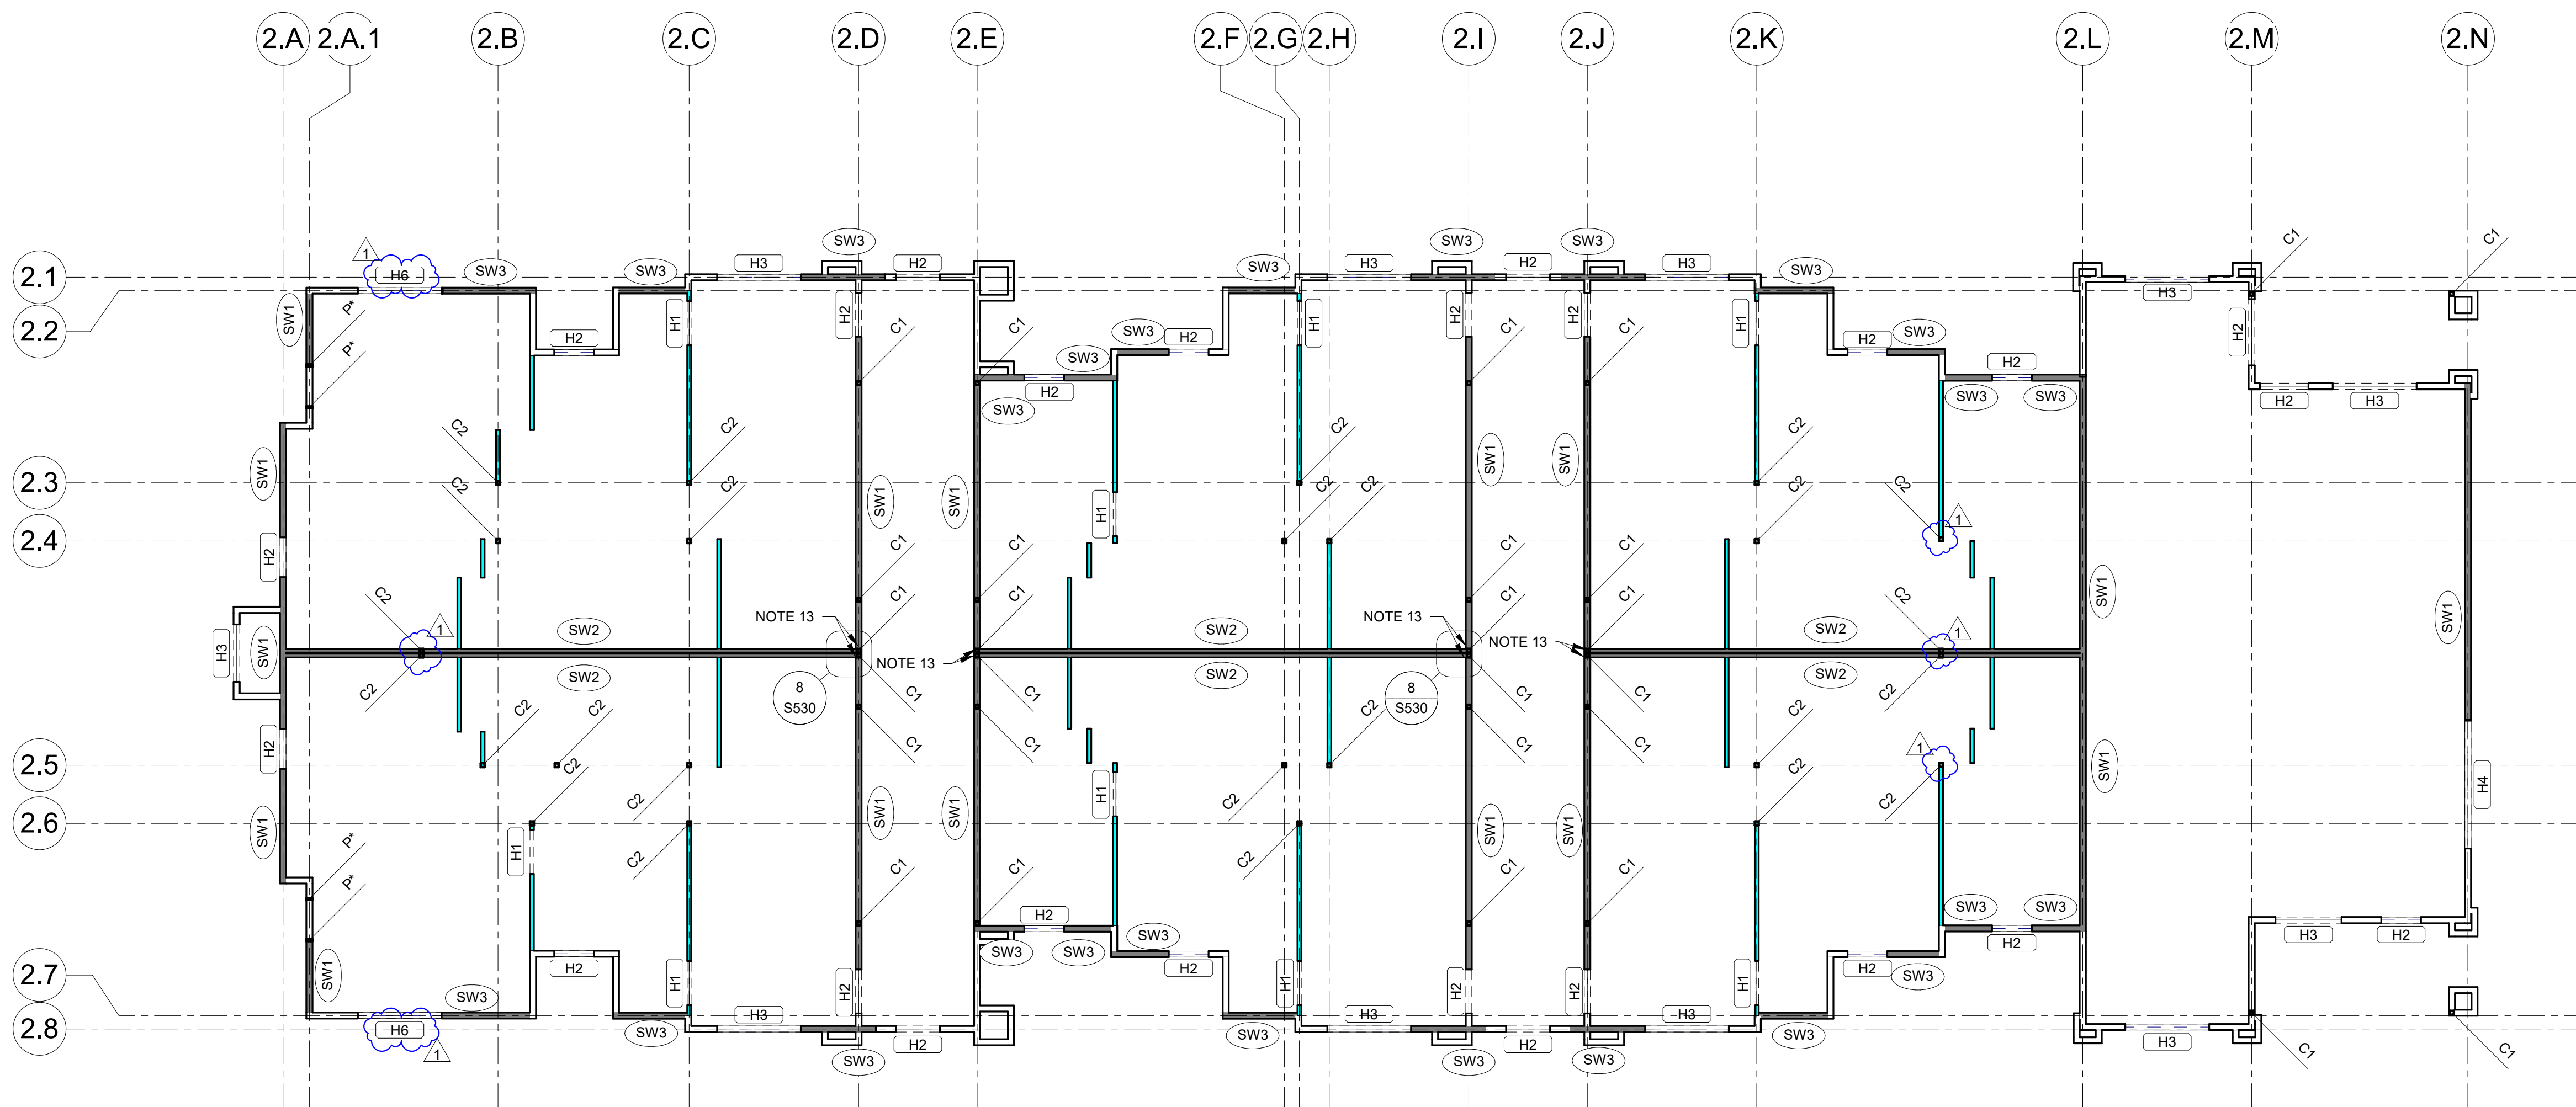 2.A 2.A.1 2.B 2.C 2.D 2.E 2.F 2.G 2.H 2.I 2.J 2.K 2.L 2.M 2.N
SW3 SW3 SW3 C1 C1
1 H6 SW3 SW3 H3 H2 SW3 H3 H2 H3 SW3
2.1
H3
2.2
SW1 P* H1 H2 C1 C1 H1 H2 C1 H2 C1 H1 H2
H2 SW3 H2 H2 SW3
P* SW3 H2
H2 SW3 SW3 H2 H3
SW3
C2 C2 C2 C2
SW1 SW1 SW1 SW1 SW1
2.3
C2 C2 C2 C2 C2 C2
H1 1
2.4
H2 C1 C1 C1 C1
C2 C1 C1 C1 C1 C2 SW1 SW1
1 NOTE 13 NOTE 13 1
SW2 SW2 SW2
NOTE 13
H3 SW1 NOTE 13
SW2 SW2 SW2
C2 8 C1 C1 8 C1 C1 C2
S530 S530
C2 C2 C2 C2
H2 C1 C1 C1 C1 1 SW1
2.5
C2 C2 H4
H1 C2 C2 C2
SW1 SW1 SW1 SW1 SW1
2.6
H1
P* C2 C1 C1 C2 C1 C1
P*
H2 SW3 SW3
SW3 SW3 SW3 H2 H3 H2
SW1 H2 H1 H2 H2 H1 H2 H2 H1 H2 SW3
2.7
SW3
H6 SW3 H3 H2 SW3 H3 H2 H3 SW3 H3
2.8
1 SW3 SW3 SW3 C1 C1